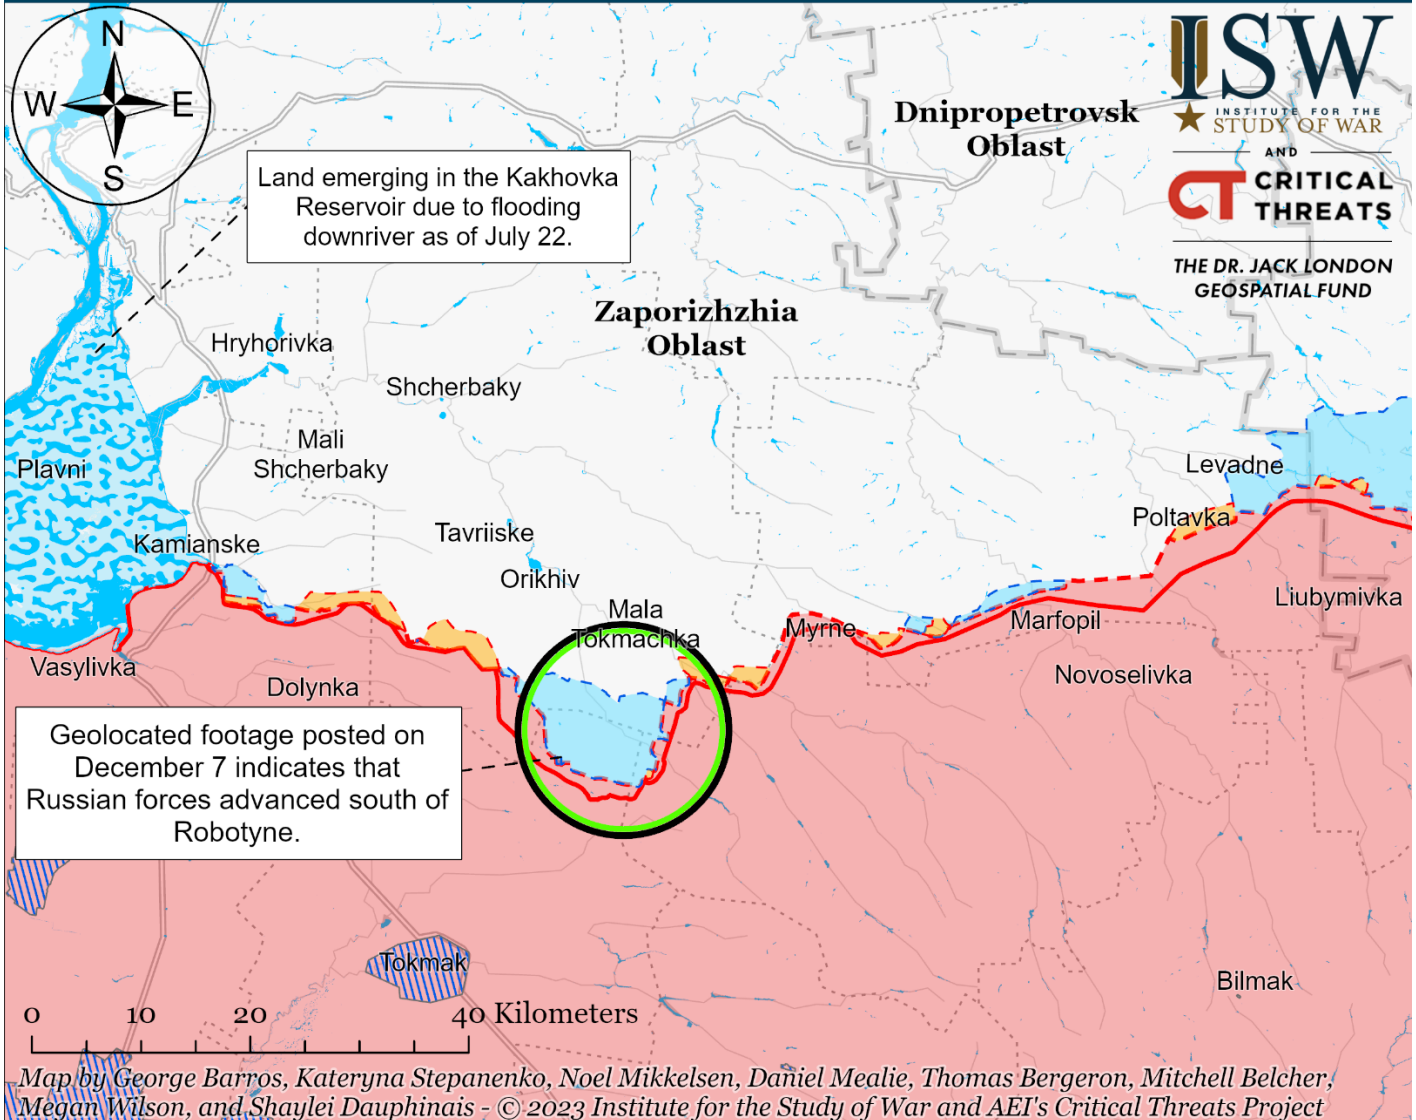 N
W
E
S
ISW
INSTITUTE FOR THE
STUDY OF WAR
AND
CT CRITICAL
THREATS
THE DR. JACK LONDON
GEOSPATIAL FUND
Dnipropetrovsk
Oblast
Land emerging in the Kakhovka
Reservoir due to flooding
downriver as of July 22.
Zaporizhzhia
Oblast
Hryhorivka
Shcherbaky
Mali
Shcherbaky
Plavni
Levadne
Poltavka
Tavriiske
Kamianske
Orikhiv
Mala
Tokmachka
Myrne
Marfopil
Liubymivka
Vasylivka
Dolynka
Novoselivka
Geolocated footage posted on
December 7 indicates that
Russian forces advanced south of
Robotyne.
Tokmak
Bilmak
0 10 20 40 Kilometers
Map by George Barros, Kateryna Stepanenko, Noel Mikkelsen, Daniel Mealie, Thomas Bergeron, Mitchell Belcher,
Megan Wilson, and Shaylei Dauphinais - © 2023 Institute for the Study of War and AEI's Critical Threats Project